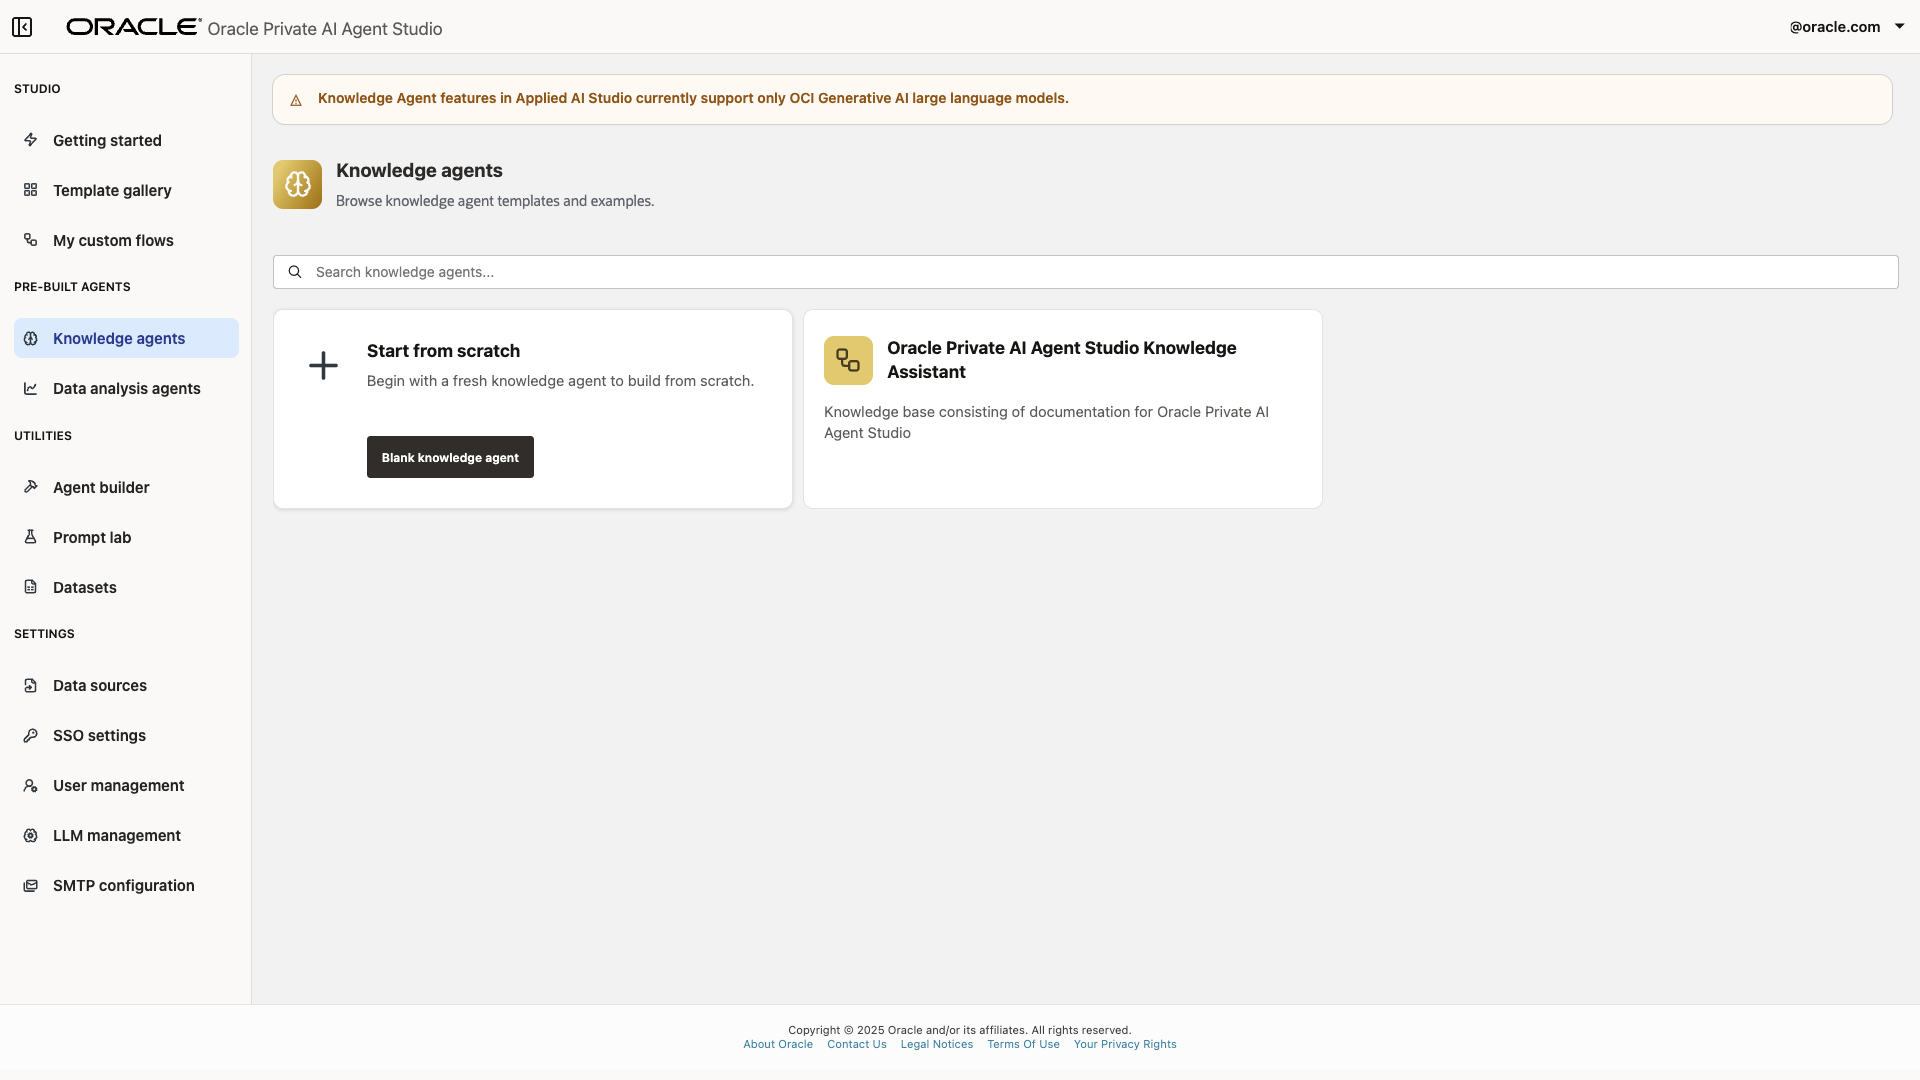 ORACLE Oracle Private AI Agent Studio
@oracle.com
STUDIO
Getting started
Template gallery
My custom flows
PRE-BUILT AGENTS
Knowledge agents
Data analysis agents
UTILITIES
Agent builder
Prompt lab
Datasets
SETTINGS
Data sources
SSO settings
User management
LLM management
SMTP configuration
Knowledge Agent features in Applied AI Studio currently support only OCI Generative AI large language models.
Knowledge agents
Browse knowledge agent templates and examples.
Search knowledge agents...
Start from scratch
Begin with a fresh knowledge agent to build from scratch.
Blank knowledge agent
Oracle Private AI Agent Studio Knowledge
Assistant
Knowledge base consisting of documentation for Oracle Private AI
Agent Studio
Copyright © 2025 Oracle and/or its affiliates. All rights reserved.
About Oracle Contact Us Legal Notices Terms Of Use Your Privacy Rights